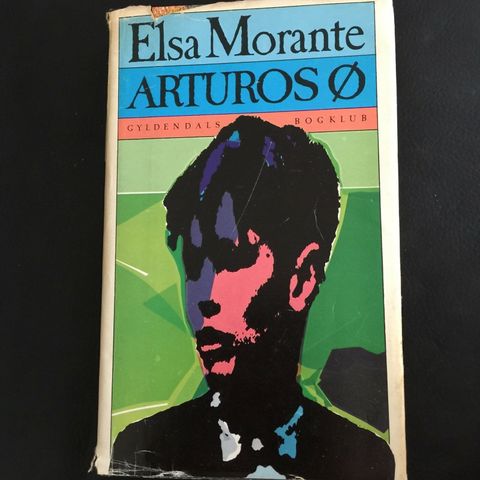 Elsa Morante
ARTUROS Ø
GYLDENDALS BOGKLUB